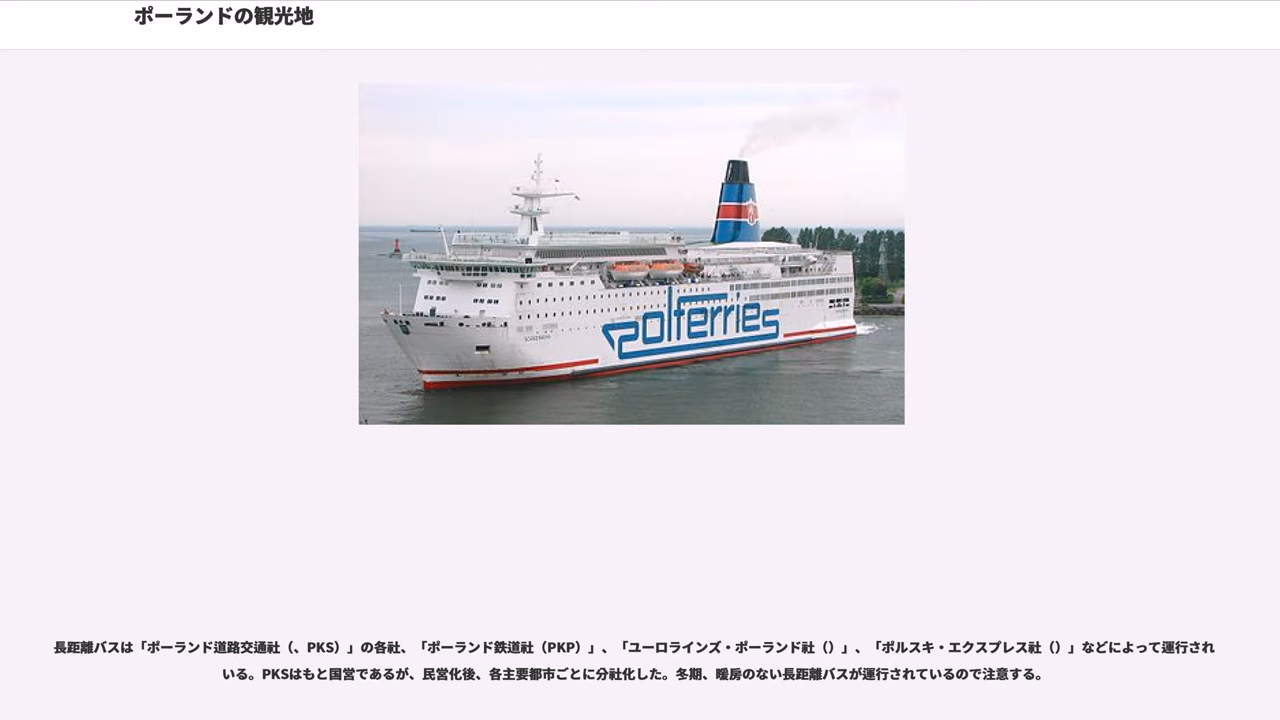 ポーランドの観光地
polferries
長距離バスは「ポーランド道路交通社（、PKS）」の各社、「ポーランド鉄道社（PKP）」、「ユーロラインズ・ポーランド社（）」、「ポルスキ・エクスプレス社（）」などによって運行され
いる。PKSはもと国営であるが、民営化後、各主要都市ごとに分社化した。冬期、暖房のない長距離バスが運行されているので注意する。